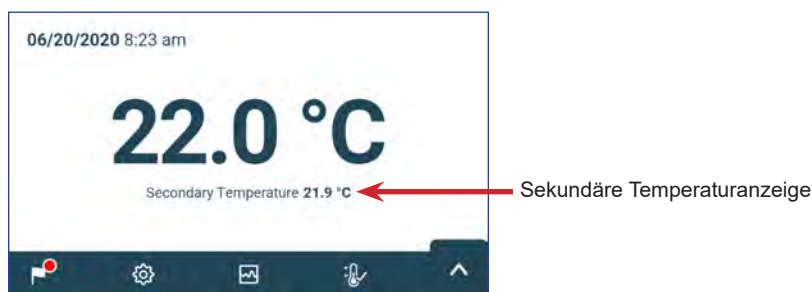 06/20/2020 8:23 am
22.0 °C
Secondary Temperature 21.9 °C
Sekundäre Temperaturanzeige